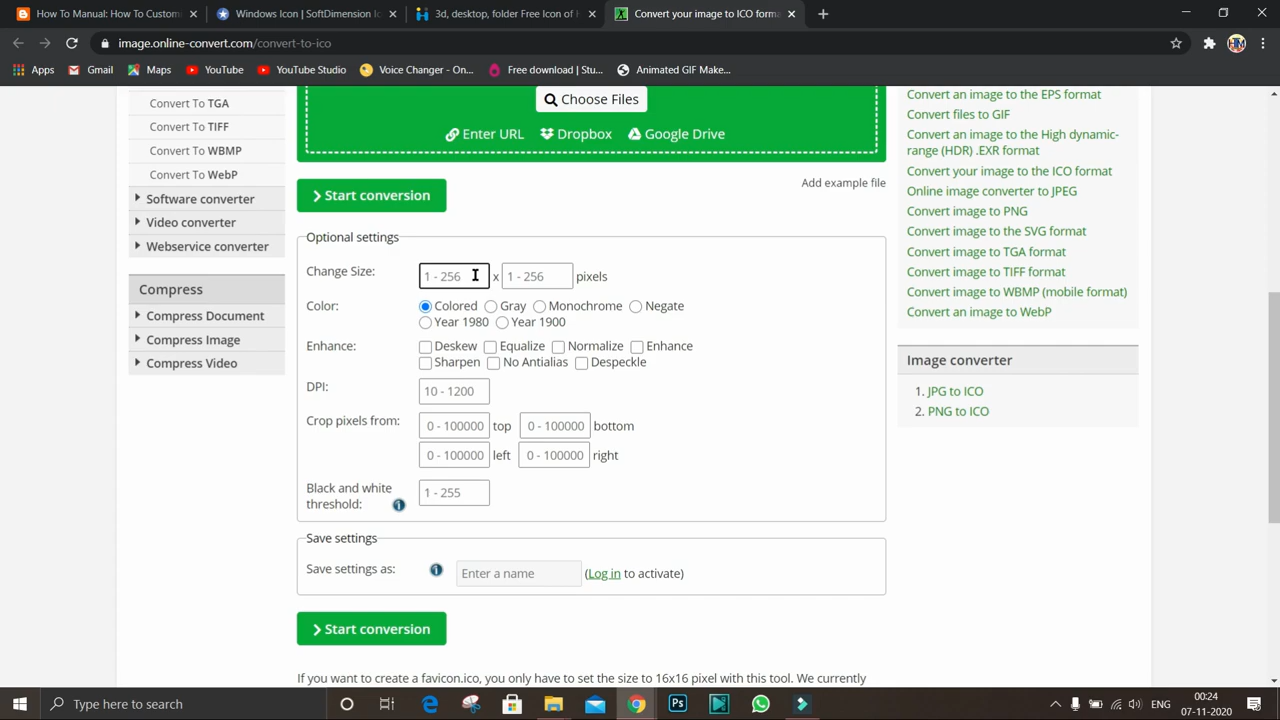 How To Manual: How To Custom
Windows Icon | SoftDimension I
3d, desktop, folder Free Icon of H
Convert your image to ICO forma
image.online-convert.com/convert-to-ico
Apps
Gmail
Maps
YouTube
YouTube Studio
Voice Changer - On...
Free download | Stu...
Animated GIF Make...
Convert To TGA
Convert To TIFF
Convert To WBMP
Convert To WebP
Software converter
Video converter
Webservice converter
Compress
Compress Document
Compress Image
Compress Video
Choose Files
Enter URL
Dropbox
Google Drive
Start conversion
Add example file
Optional settings
Change Size: 1 - 256 x 1 - 256 pixels
Color: Colored Gray Monochrome Negate
Year 1980 Year 1900
Enhance: Deskew Equalize Normalize Enhance
Sharpen No Antialias Despeckle
DPI: 10 - 1200
Crop pixels from: 0 - 100000 top 0 - 100000 bottom
0 - 100000 left 0 - 100000 right
Black and white
threshold: 1 - 255
Save settings
Save settings as: Enter a name (Log in to activate)
Start conversion
If you want to create a favicon.ico, you only have to set the size to 16x16 pixel with this tool. We currently
Convert an image to the EPS format
Convert files to GIF
Convert an image to the High dynamic-
range (HDR) .EXR format
Convert your image to the ICO format
Online image converter to JPEG
Convert image to PNG
Convert image to the SVG format
Convert image to TGA format
Convert image to TIFF format
Convert image to WBMP (mobile format)
Convert an image to WebP
Image converter
1. JPG to ICO
2. PNG to ICO
Type here to search
Ps
ENG
00:24
07-11-2020